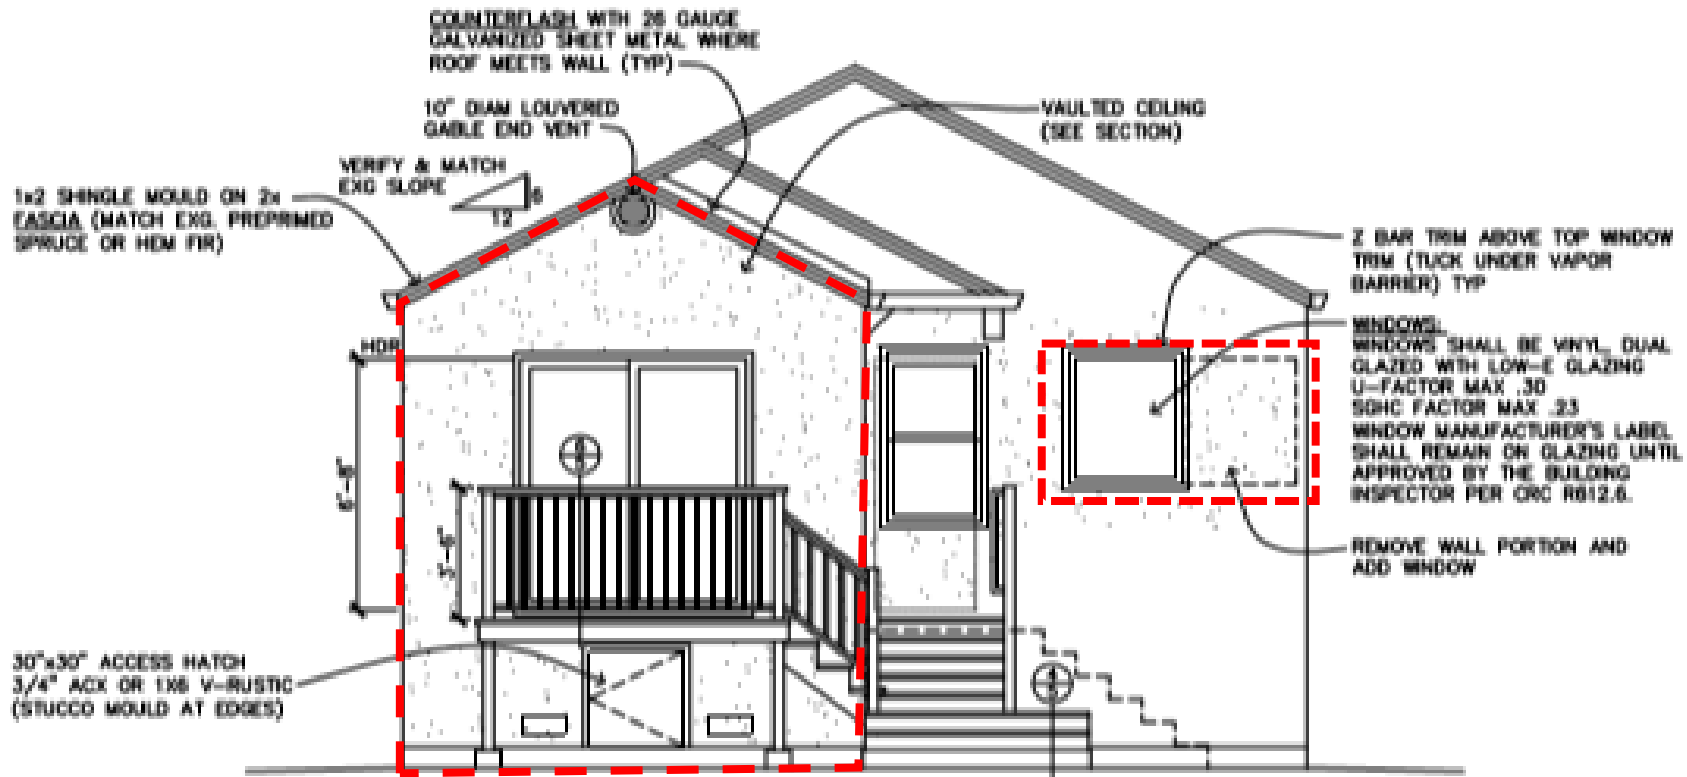 COUNTERFLASH WITH 26 GAUGE
GALVANIZED SHEET METAL WHERE
ROOF MEETS WALL (TYP)
10" DIAM LOUVERED
GABLE END VENT
VAULTED CEILING
(SEE SECTION)
VERIFY & MATCH
EXG SLOPE
6
12
1x2 SHINGLE MOULD ON 2x
FASCIA (MATCH EXG. PREPRIMED
SPRUCE OR HEM FIR)
Z BAR TRIM ABOVE TOP WINDOW
TRIM (TUCK UNDER VAPOR
BARRIER) TYP
WINDOWS:
WINDOWS SHALL BE VINYL, DUAL
GLAZED WITH LOW-E GLAZING
U-FACTOR MAX .30
SGHC FACTOR MAX .23
WINDOW MANUFACTURER'S LABEL
SHALL REMAIN ON GLAZING UNTIL
APPROVED BY THE BUILDING
INSPECTOR PER CRC R612.6.
HDR
6'-8"
3'-6"
REMOVE WALL PORTION AND
ADD WINDOW
30"x30" ACCESS HATCH
3/4" ACX OR 1X6 V-RUSTIC
(STUCCO MOULD AT EDGES)